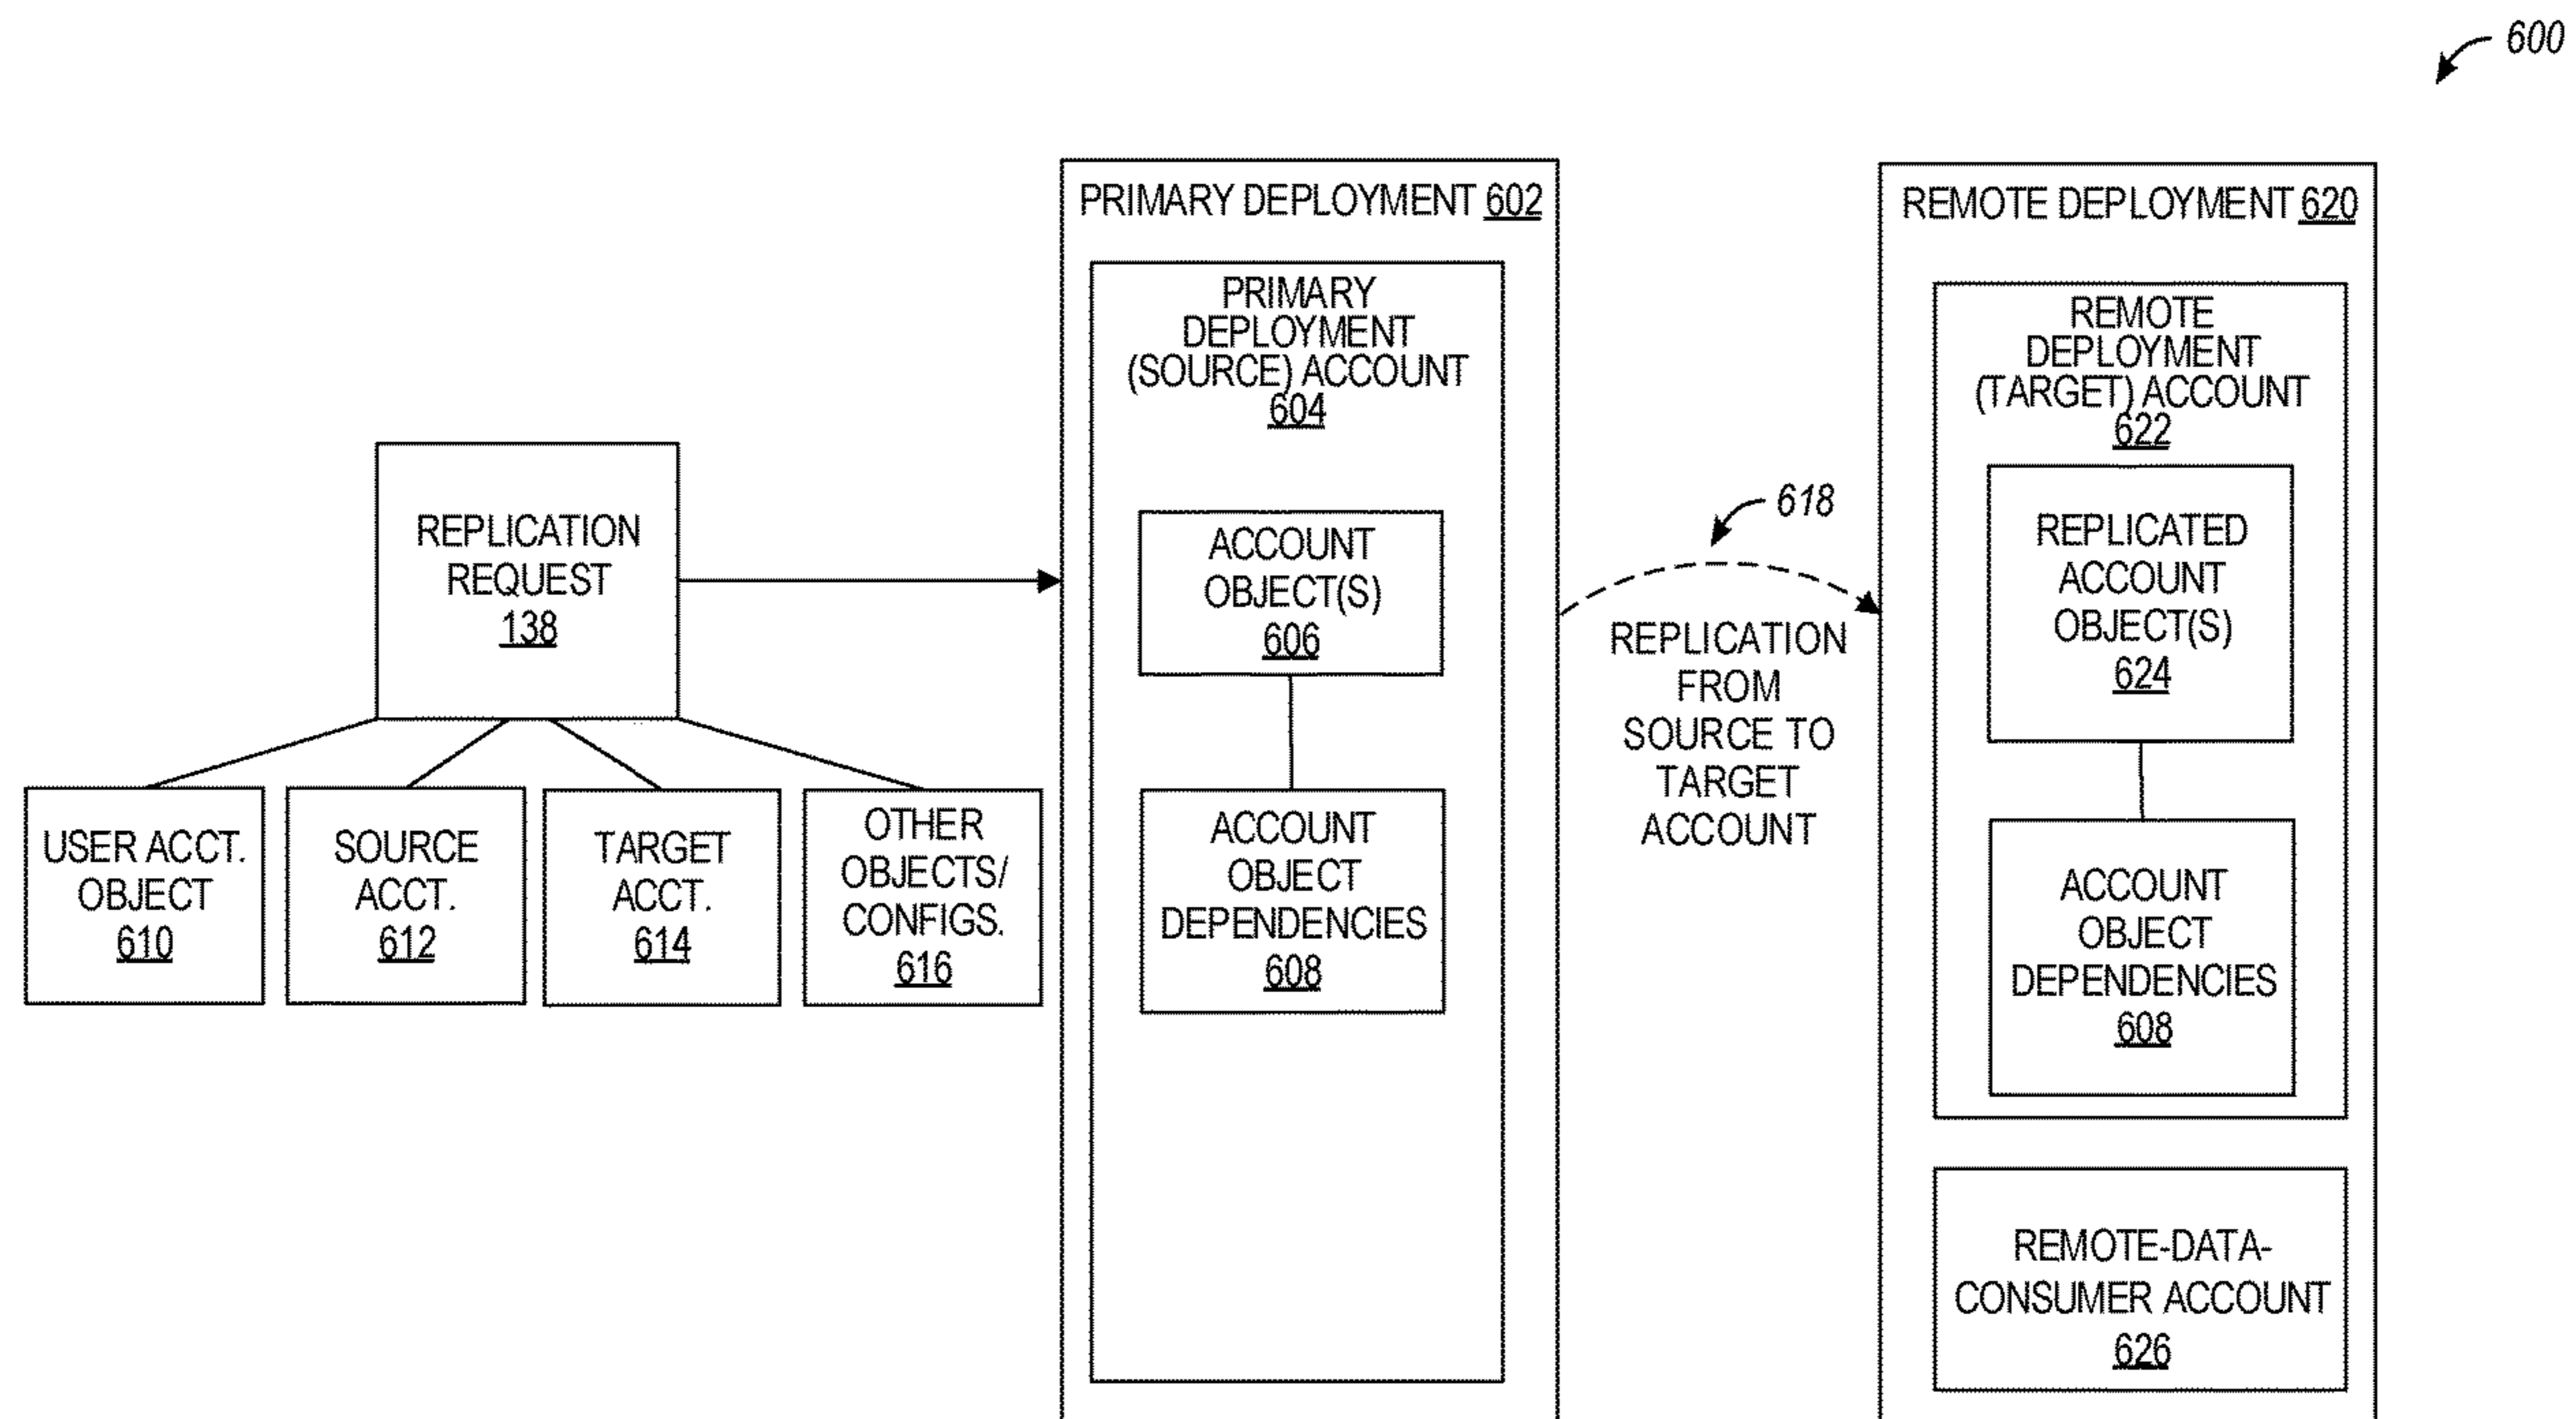 600
REPLICATION
REQUEST
138
USER ACCT.
OBJECT
610
SOURCE
ACCT.
612
TARGET
ACCT.
614
OTHER
OBJECTS/
CONFIGS.
616
PRIMARY DEPLOYMENT 602
PRIMARY
DEPLOYMENT
(SOURCE) ACCOUNT
604
ACCOUNT
OBJECT(S)
606
ACCOUNT
OBJECT
DEPENDENCIES
608
618
REPLICATION
FROM
SOURCE TO
TARGET
ACCOUNT
REMOTE DEPLOYMENT 620
REMOTE
DEPLOYMENT
(TARGET) ACCOUNT
622
REPLICATED
ACCOUNT
OBJECT(S)
624
ACCOUNT
OBJECT
DEPENDENCIES
608
REMOTE-DATA-
CONSUMER ACCOUNT
626